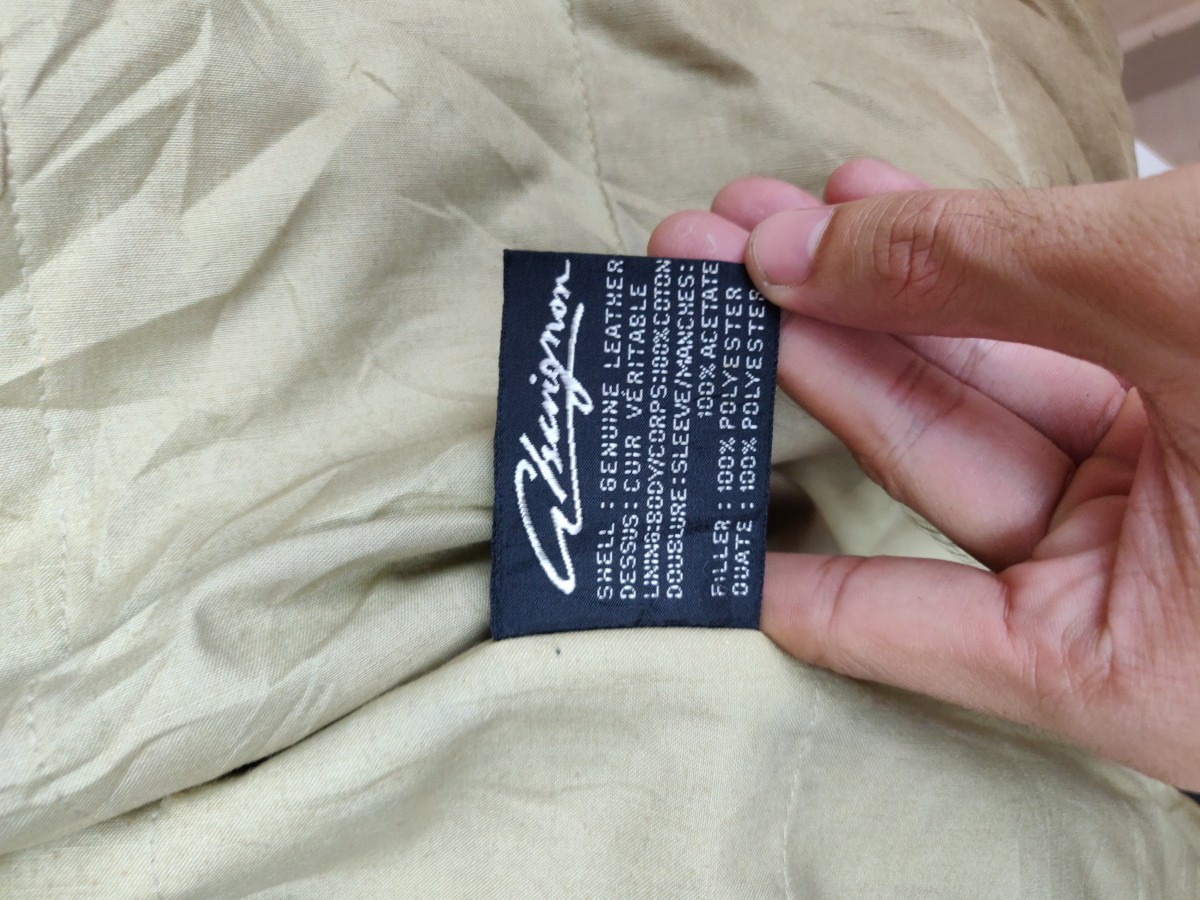 Chevignon
SHELL : GENUINE LEATHER
DESSUS : CUIR VÉRITABLE
LINING:BODY/CORPS:100%COTON
DOUBLURE:SLEEVE/MANCHES:
100% ACETATE
FILLER : 100% POLYESTER
OUATE : 100% POLYESTER